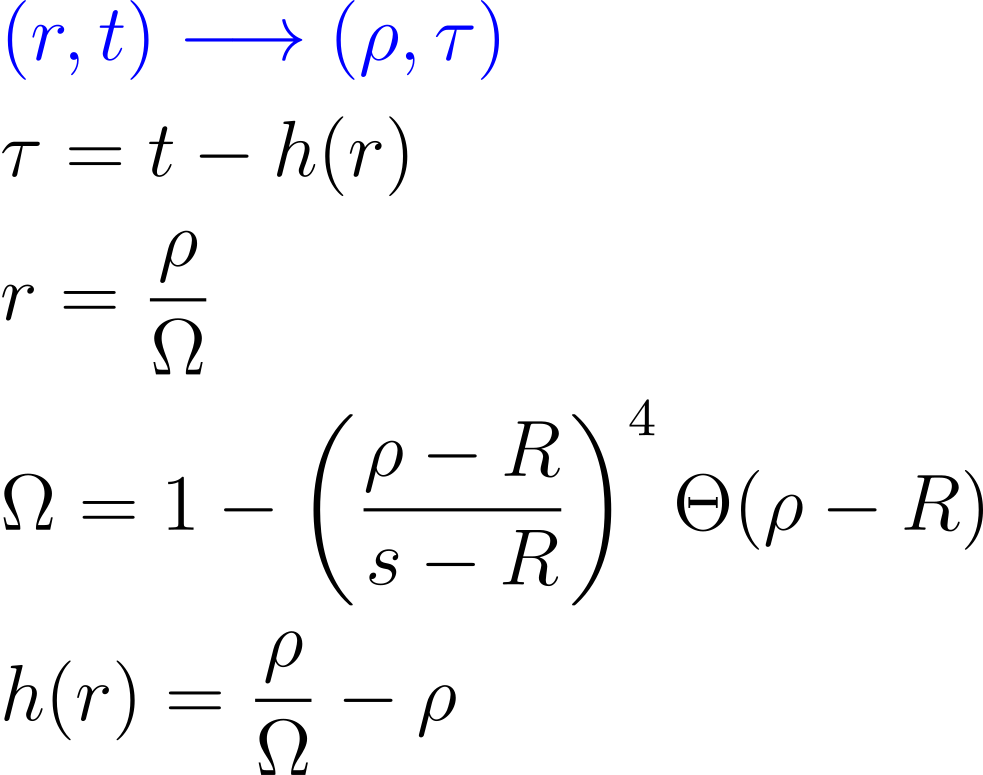 (r, t) ⟶ (ρ, τ)
τ = t − h(r)
r = ρ/Ω
Ω = 1 − ((ρ − R)/(s − R))⁴ Θ(ρ − R)
h(r) = ρ/Ω − ρ